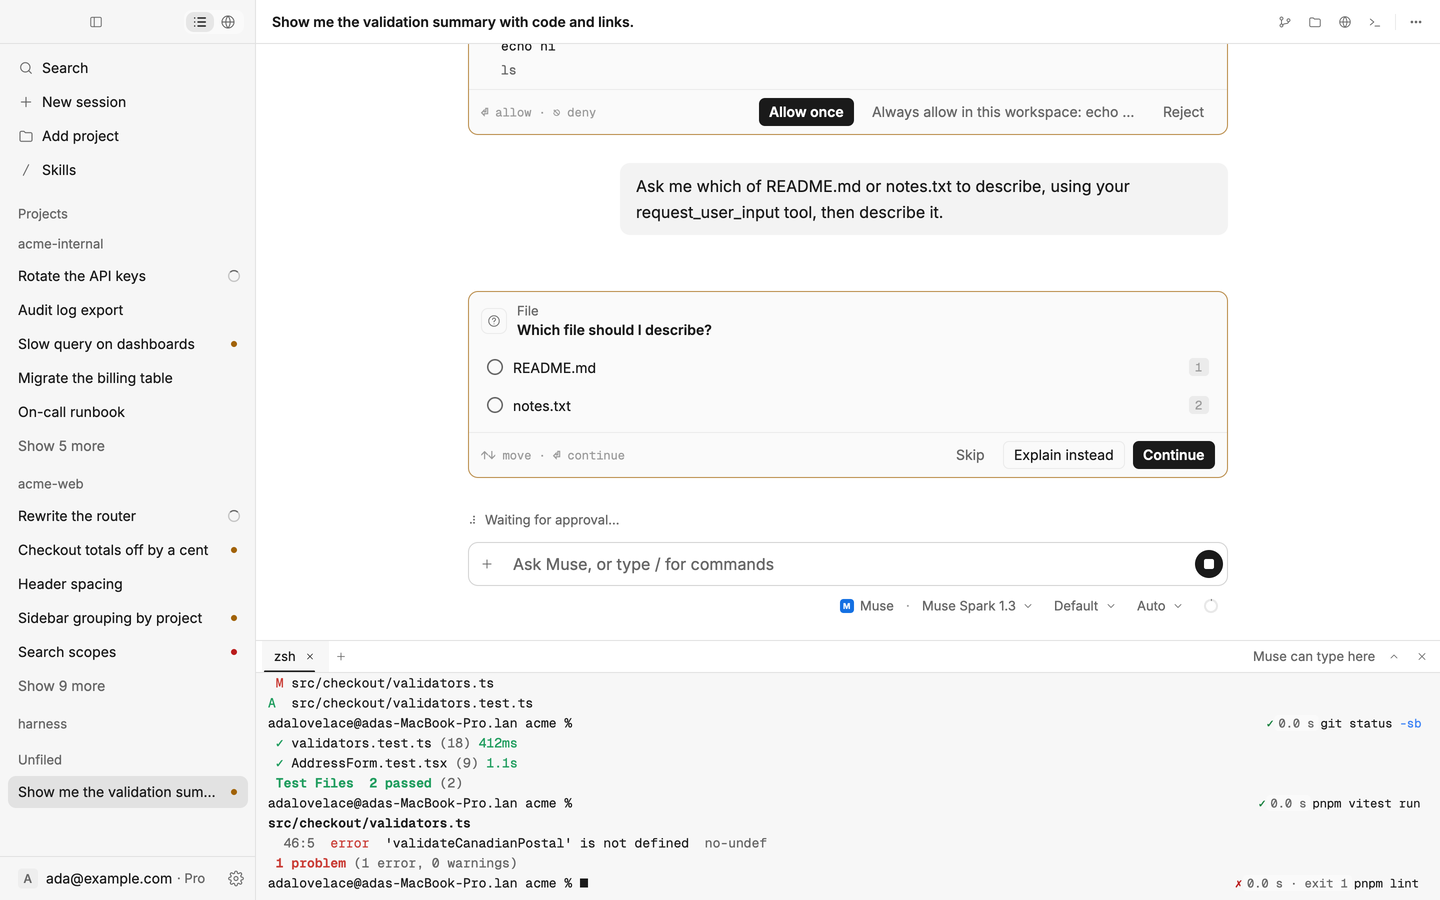 Show me the validation summary with code and links.
Search
New session
Add project
Skills
Projects
acme-internal
Rotate the API keys
Audit log export
Slow query on dashboards
Migrate the billing table
On-call runbook
Show 5 more
acme-web
Rewrite the router
Checkout totals off by a cent
Header spacing
Sidebar grouping by project
Search scopes
Show 9 more
harness
Unfiled
Show me the validation sum...
A ada@example.com · Pro
echo hi
ls
allow · deny
Allow once
Always allow in this workspace: echo ...
Reject
Ask me which of README.md or notes.txt to describe, using your
request_user_input tool, then describe it.
File
Which file should I describe?
README.md 1
notes.txt 2
move · continue
Skip
Explain instead
Continue
Waiting for approval...
Ask Muse, or type / for commands
M Muse · Muse Spark 1.3 Default Auto
zsh × +
Muse can type here
M src/checkout/validators.ts
A src/checkout/validators.test.ts
adalovelace@adas-MacBook-Pro.lan acme % ✓ 0.0 s git status -sb
✓ validators.test.ts (18) 412ms
✓ AddressForm.test.tsx (9) 1.1s
Test Files 2 passed (2)
adalovelace@adas-MacBook-Pro.lan acme % ✓ 0.0 s pnpm vitest run
src/checkout/validators.ts
46:5 error 'validateCanadianPostal' is not defined no-undef
1 problem (1 error, 0 warnings)
adalovelace@adas-MacBook-Pro.lan acme % ✗ 0.0 s · exit 1 pnpm lint